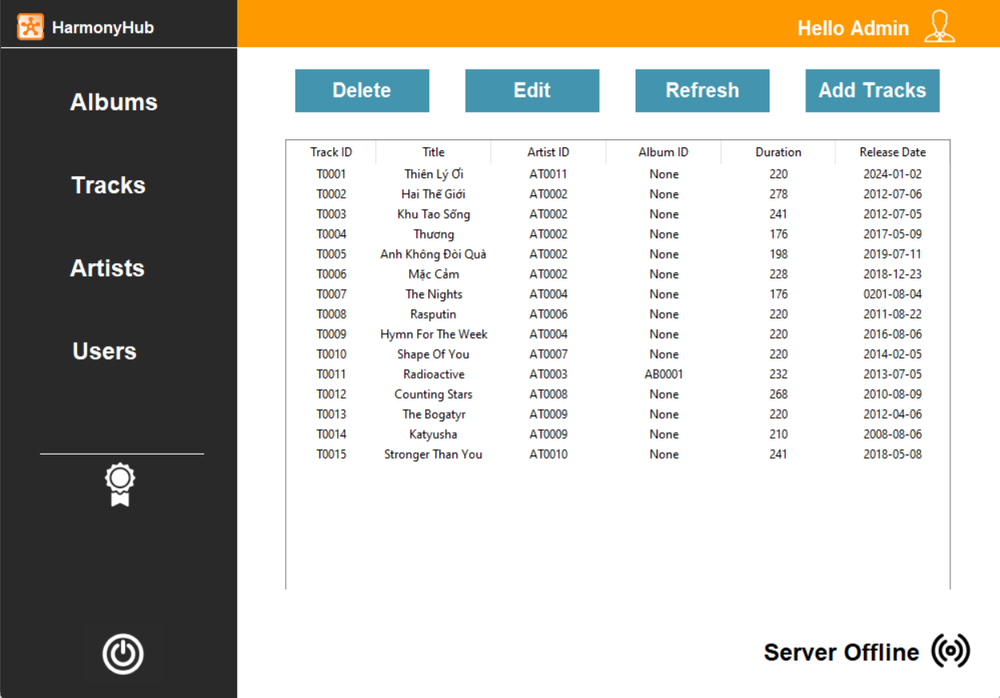 HarmonyHub
Hello Admin
Albums
Tracks
Artists
Users
Delete Edit Refresh Add Tracks
Track ID Title Artist ID Album ID Duration Release Date
T0001 Thiên Lý Ơi AT0011 None 220 2024-01-02
T0002 Hai Thế Giới AT0002 None 278 2012-07-06
T0003 Khu Tao Sống AT0002 None 241 2012-07-05
T0004 Thương AT0002 None 176 2017-05-09
T0005 Anh Không Đòi Quà AT0002 None 198 2019-07-11
T0006 Mặc Cảm AT0002 None 228 2018-12-23
T0007 The Nights AT0004 None 176 0201-08-04
T0008 Rasputin AT0006 None 220 2011-08-22
T0009 Hymn For The Week AT0004 None 220 2016-08-06
T0010 Shape Of You AT0007 None 220 2014-02-05
T0011 Radioactive AT0003 AB0001 232 2013-07-05
T0012 Counting Stars AT0008 None 268 2010-08-09
T0013 The Bogatyr AT0009 None 220 2012-04-06
T0014 Katyusha AT0009 None 210 2008-08-06
T0015 Stronger Than You AT0010 None 241 2018-05-08
Server Offline